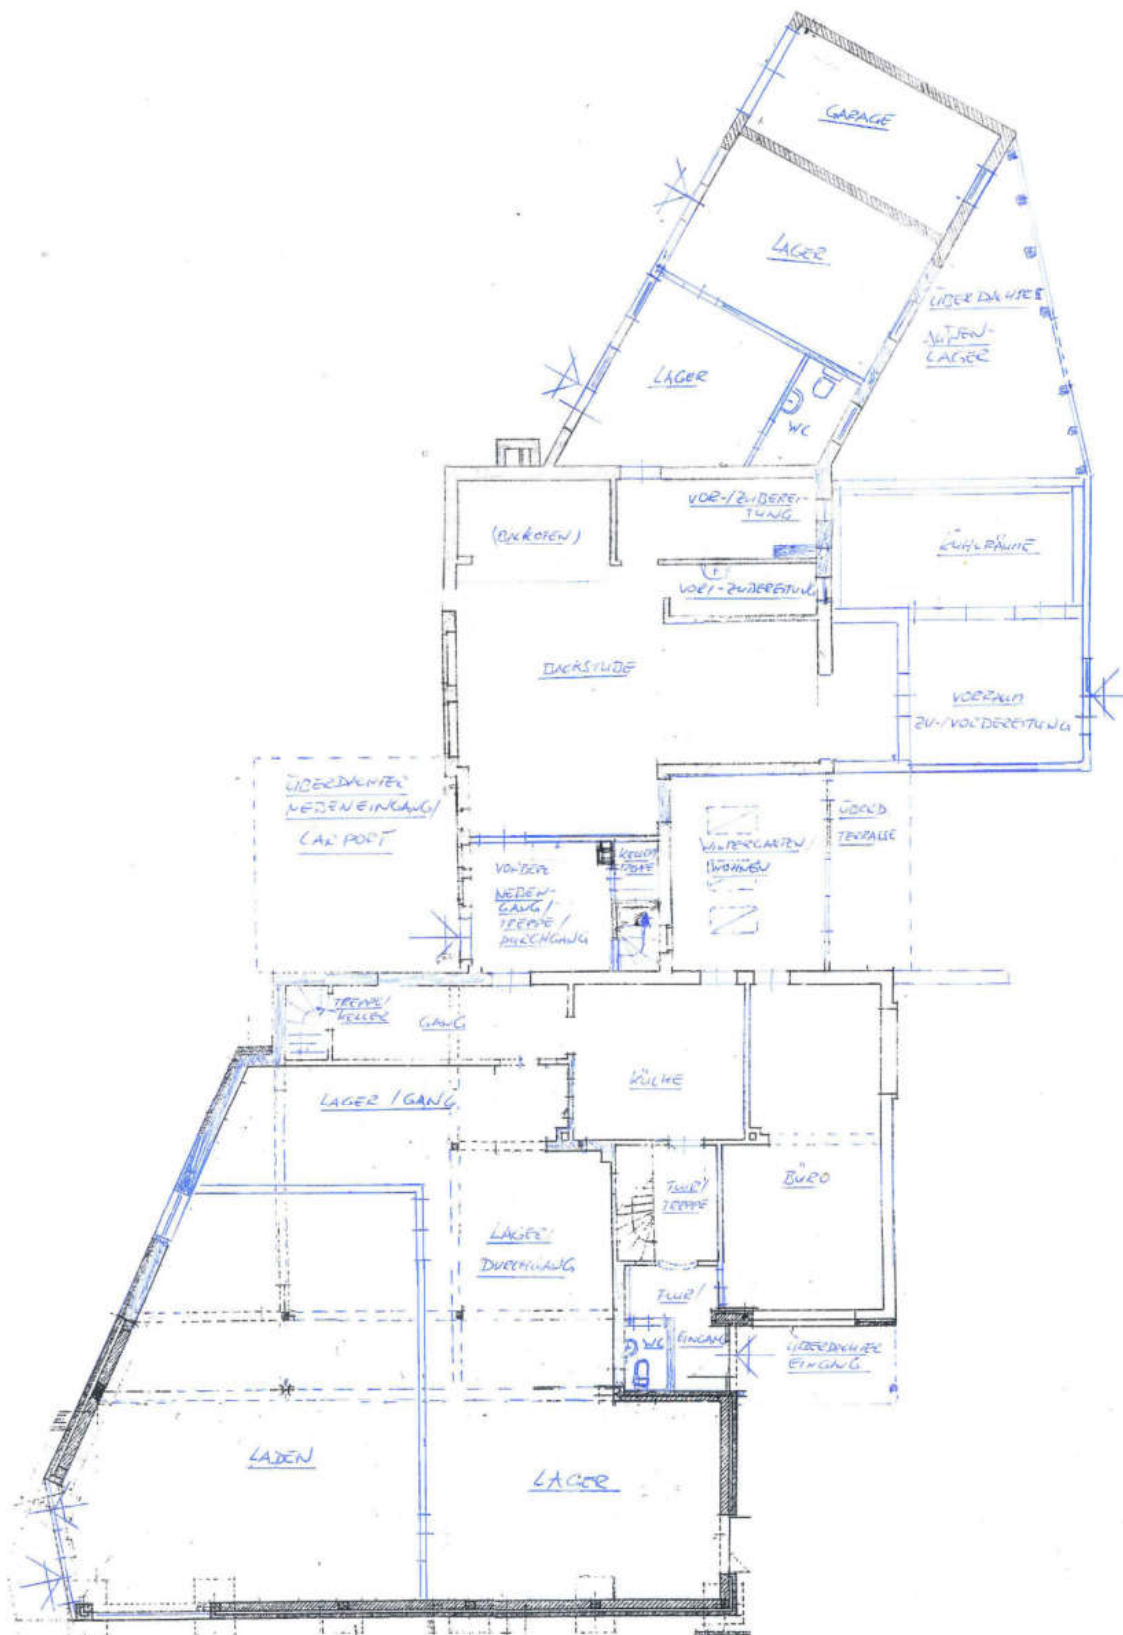 GARAGE
LAGER
ÜBERDACHTES
AUßEN-
LAGER
LAGER
WC
VOR-/ZUBEREI-
TUNG
(BACKOFEN)
KÜHLRÄUME
VOR-/ZUBEREITUNG
BACKSTUBE
VORRAUM
ZU-/VORBEREITUNG
ÜBERDACHTER
NEBENEINGANG/
CARPORT
ÜBERD.
TERRASSE
WINTERGARTEN/
WOHNEN
KELLER
TREPPE
NEBEN-
GANG/
TREPPE/
DURCHGANG
TREPPE/
KELLER
GANG
KÜCHE
LAGER / GANG
BÜRO
FLUR/
TREPPE
LAGER/
DURCHGANG
FLUR/
EINGANG
WC
ÜBERDACHTER
EINGANG
LADEN
LAGER